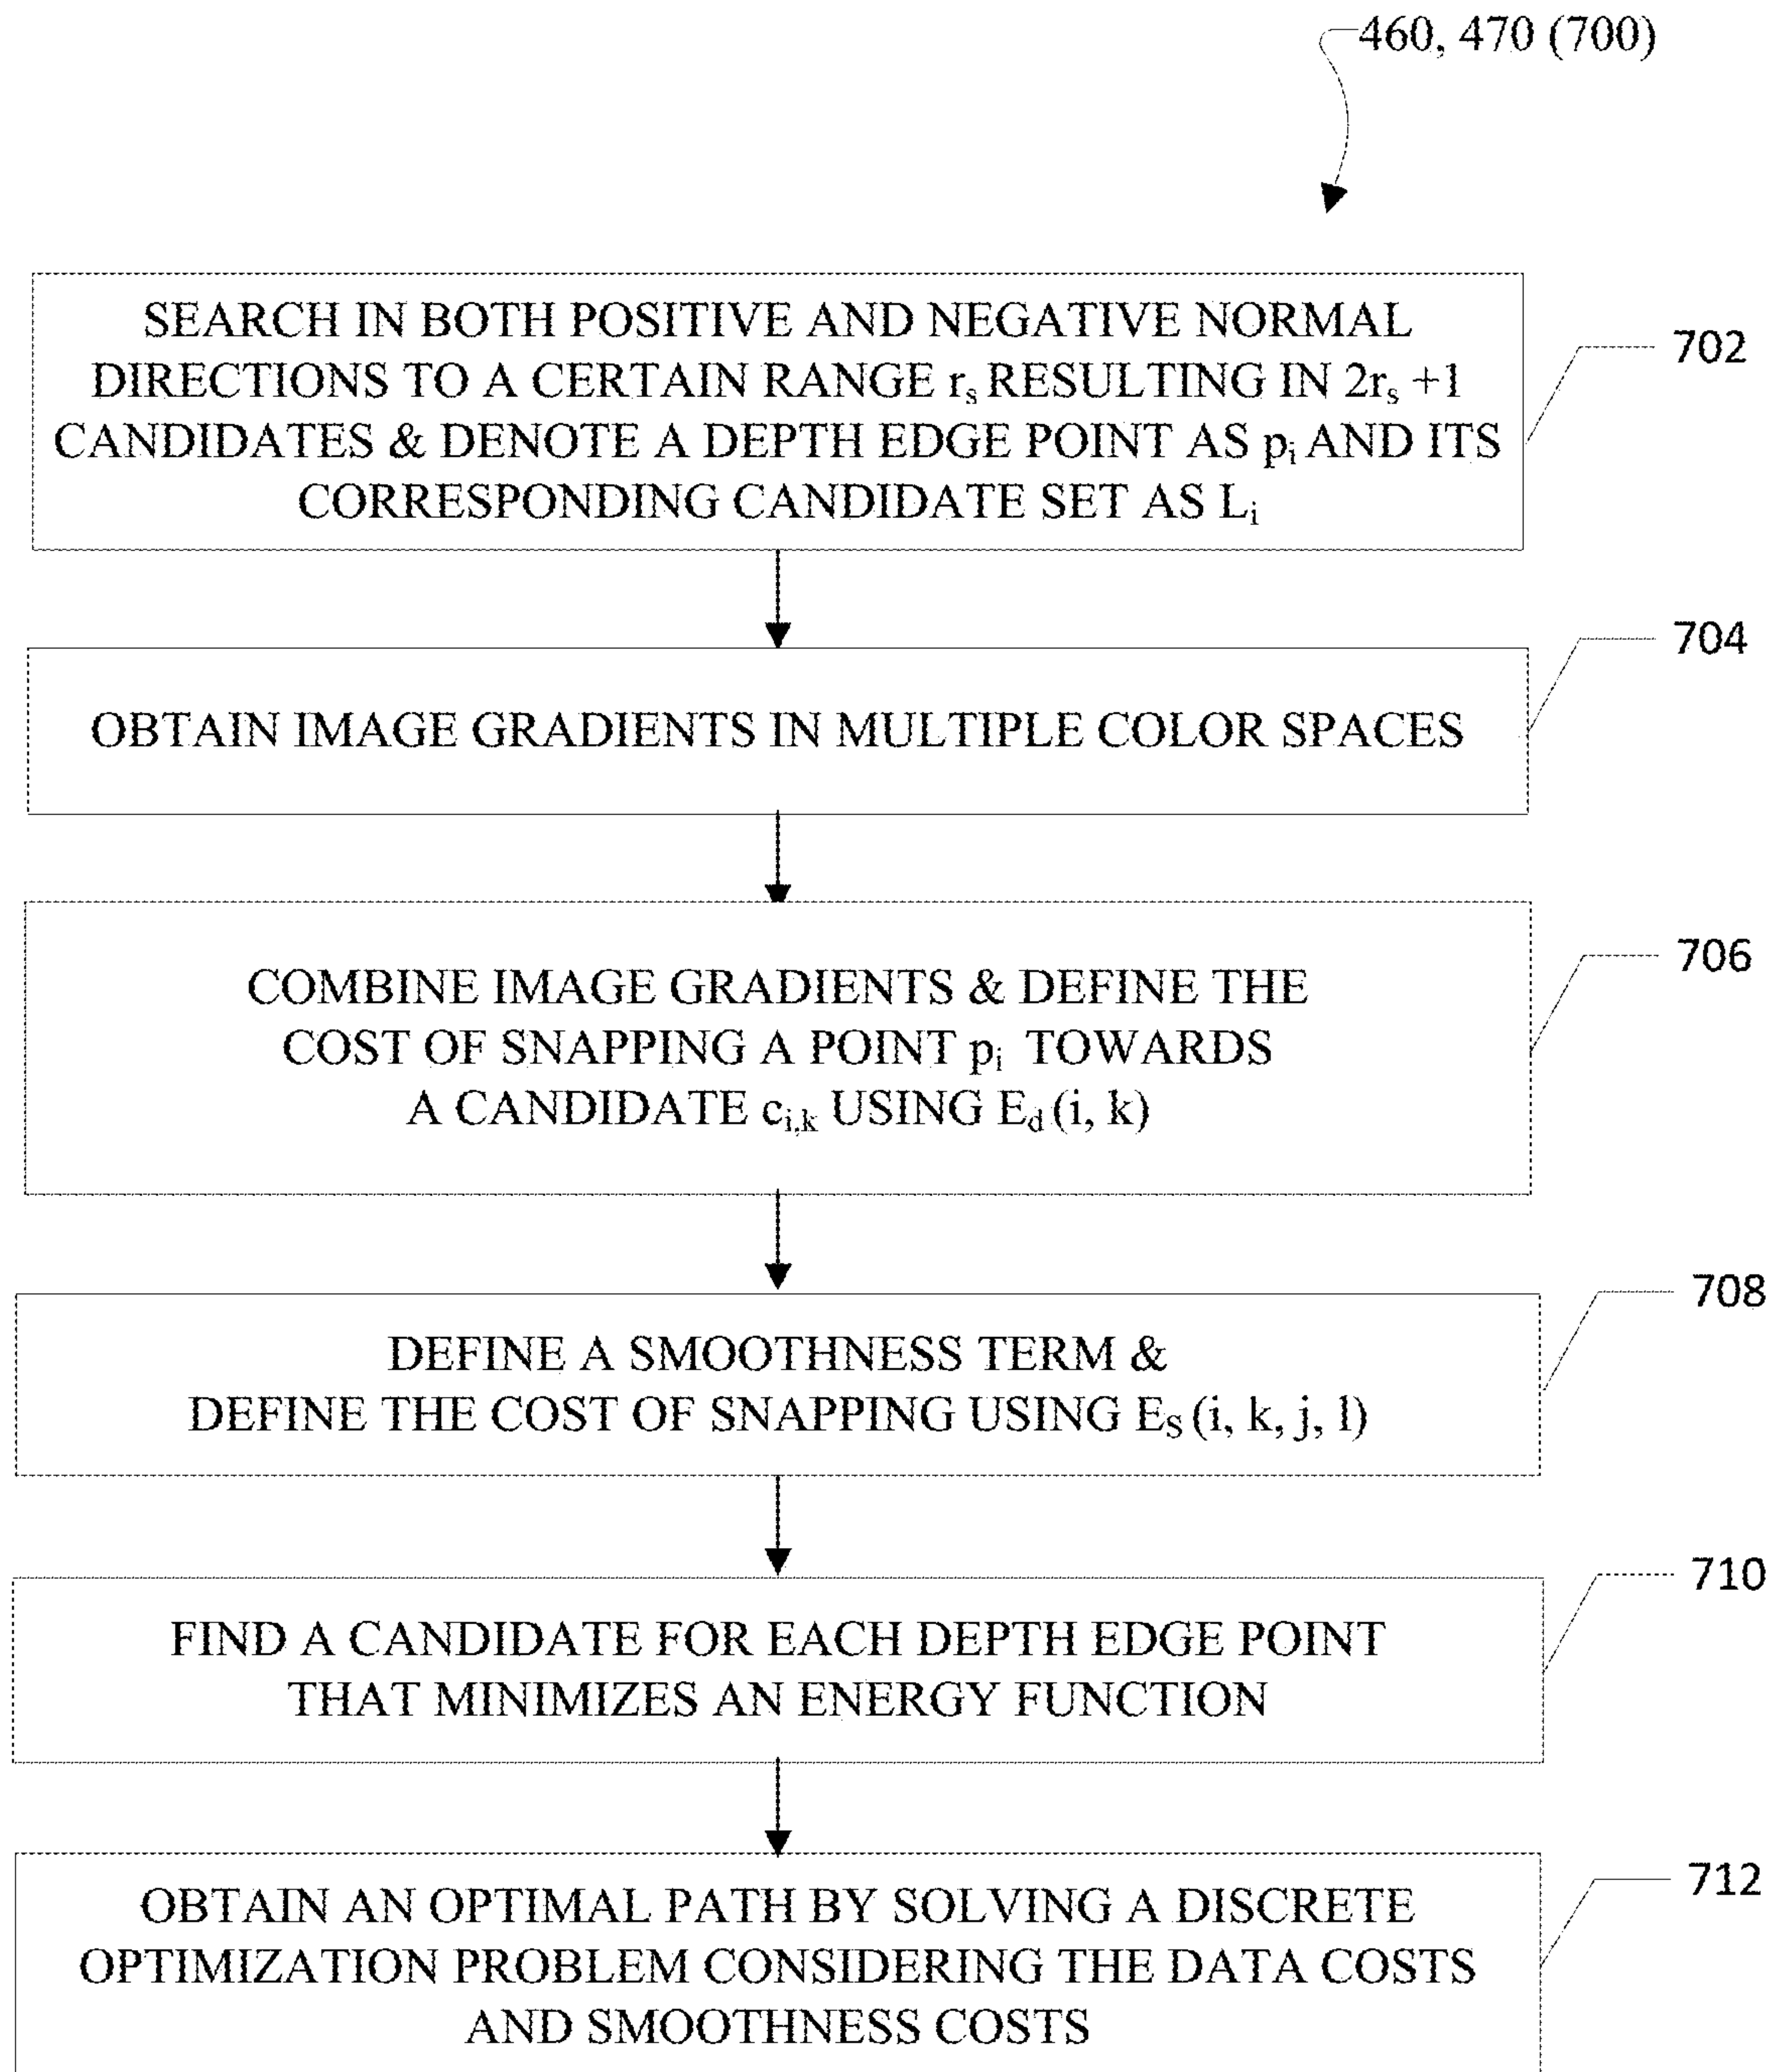 460, 470 (700)
SEARCH IN BOTH POSITIVE AND NEGATIVE NORMAL
DIRECTIONS TO A CERTAIN RANGE rₛ RESULTING IN 2rₛ +1
CANDIDATES & DENOTE A DEPTH EDGE POINT AS pᵢ AND ITS
CORRESPONDING CANDIDATE SET AS Lᵢ
702
OBTAIN IMAGE GRADIENTS IN MULTIPLE COLOR SPACES
704
COMBINE IMAGE GRADIENTS & DEFINE THE
COST OF SNAPPING A POINT pᵢ TOWARDS
A CANDIDATE c_{i,k} USING E_d (i, k)
706
DEFINE A SMOOTHNESS TERM &
DEFINE THE COST OF SNAPPING USING E_S (i, k, j, l)
708
FIND A CANDIDATE FOR EACH DEPTH EDGE POINT
THAT MINIMIZES AN ENERGY FUNCTION
710
OBTAIN AN OPTIMAL PATH BY SOLVING A DISCRETE
OPTIMIZATION PROBLEM CONSIDERING THE DATA COSTS
AND SMOOTHNESS COSTS
712